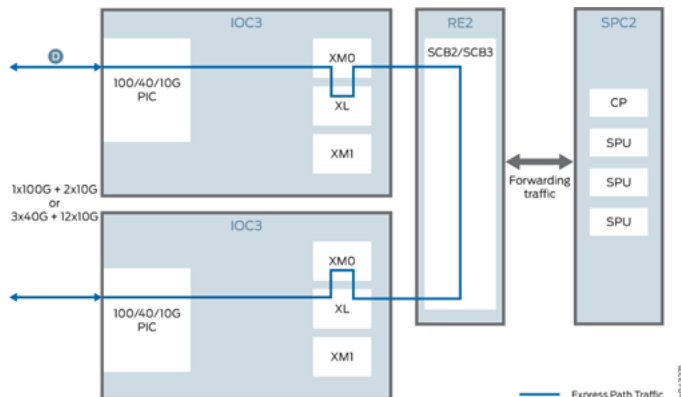 IOC3
RE2
SPC2
D
100/40/10G
PIC
XM0
XL
XM1
SCB2/SCB3
CP
SPU
SPU
SPU
Forwarding
traffic
1x100G + 2x10G
or
3x40G + 12x10G
IOC3
100/40/10G
PIC
XM0
XL
XM1
Express Path Traffic